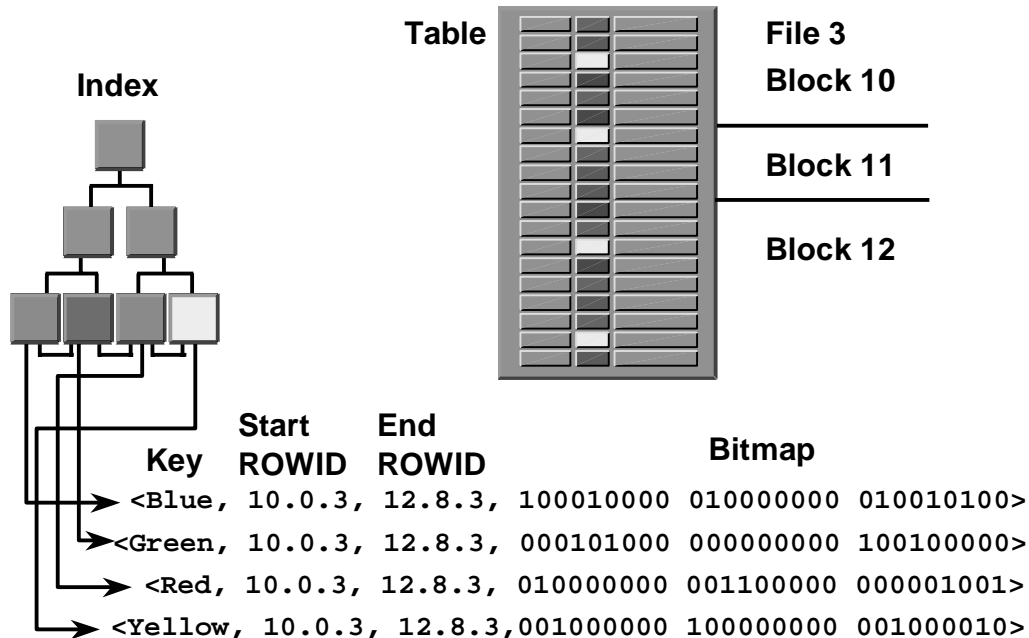 Table
File 3
Block 10
Index
Block 11
Block 12
Start End
Key ROWID ROWID Bitmap
<Blue, 10.0.3, 12.8.3, 100010000 010000000 010010100>
<Green, 10.0.3, 12.8.3, 000101000 000000000 100100000>
<Red, 10.0.3, 12.8.3, 010000000 001100000 000001001>
<Yellow, 10.0.3, 12.8.3,001000000 100000000 001000010>